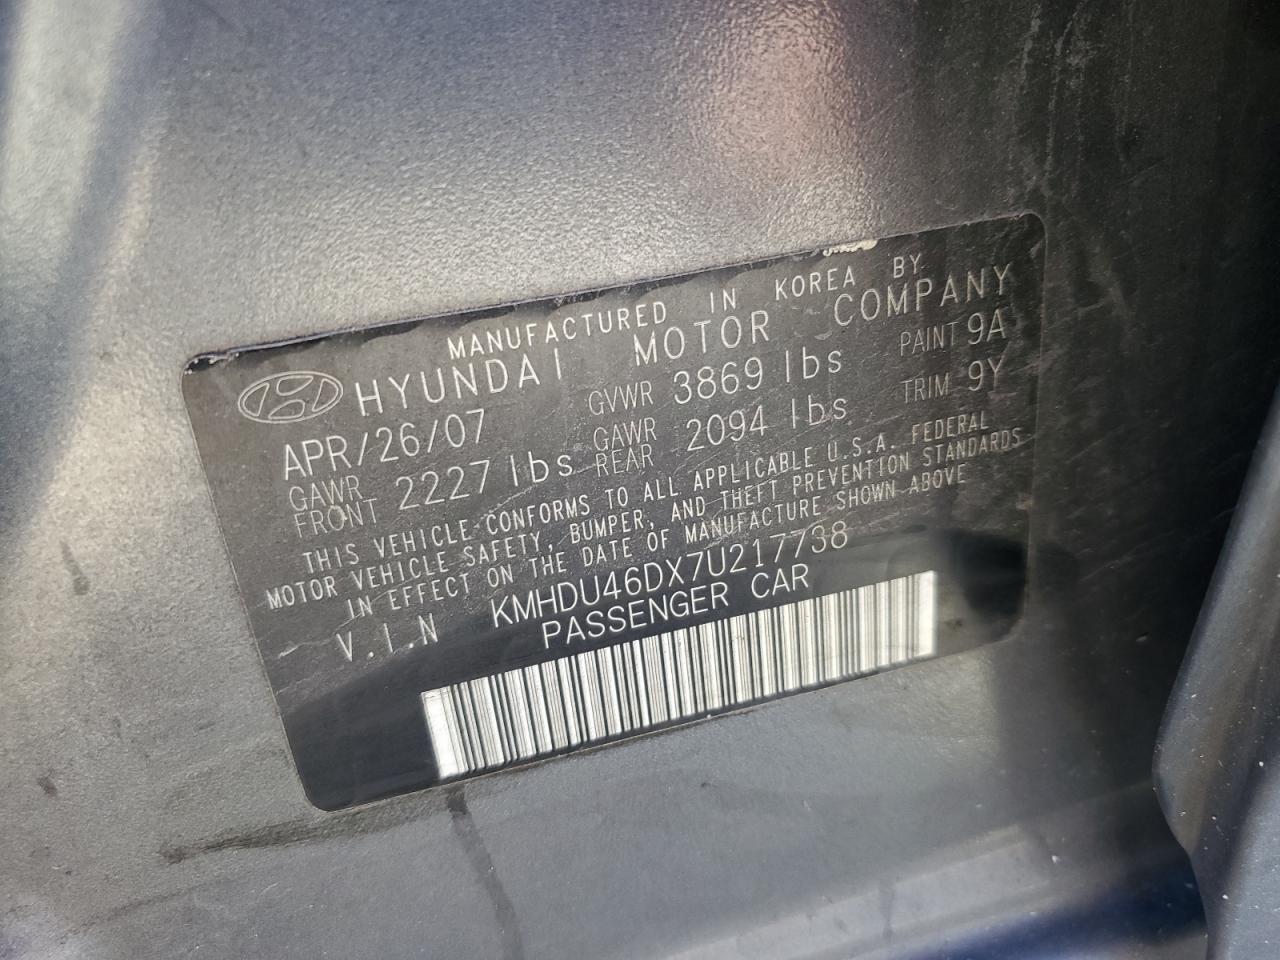 MANUFACTURED IN KOREA BY
HYUNDAI MOTOR COMPANY
APR/26/07 GVWR 3869 lbs PAINT 9A
GAWR FRONT 2227 lbs GAWR REAR 2094 lbs TRIM 9Y
THIS VEHICLE CONFORMS TO ALL APPLICABLE U.S.A. FEDERAL
MOTOR VEHICLE SAFETY, BUMPER, AND THEFT PREVENTION STANDARDS
IN EFFECT ON THE DATE OF MANUFACTURE SHOWN ABOVE
V.I.N KMHDU46DX7U217738
PASSENGER CAR